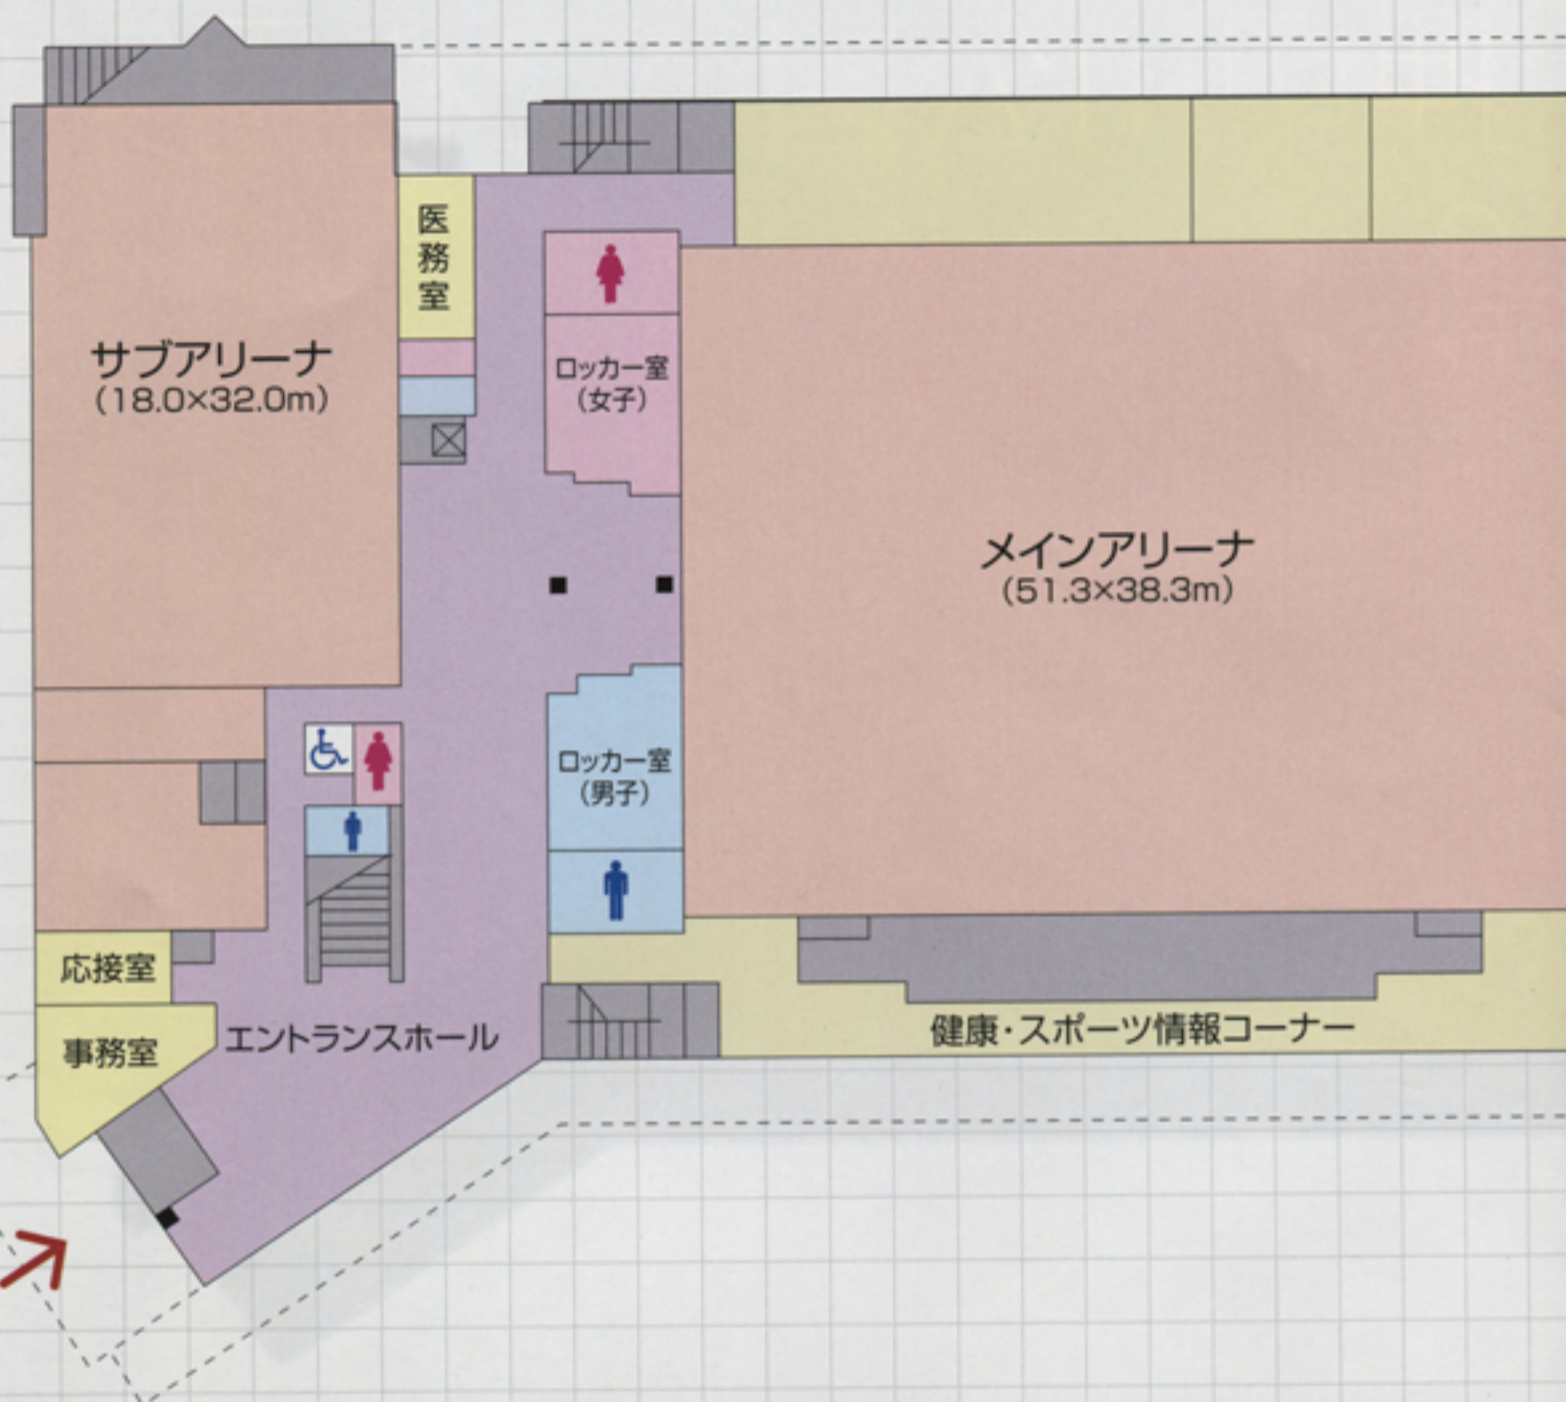 医務室
サブアリーナ
(18.0×32.0m)
ロッカー室
(女子)
メインアリーナ
(51.3×38.3m)
ロッカー室
(男子)
応接室
事務室
エントランスホール
健康・スポーツ情報コーナー